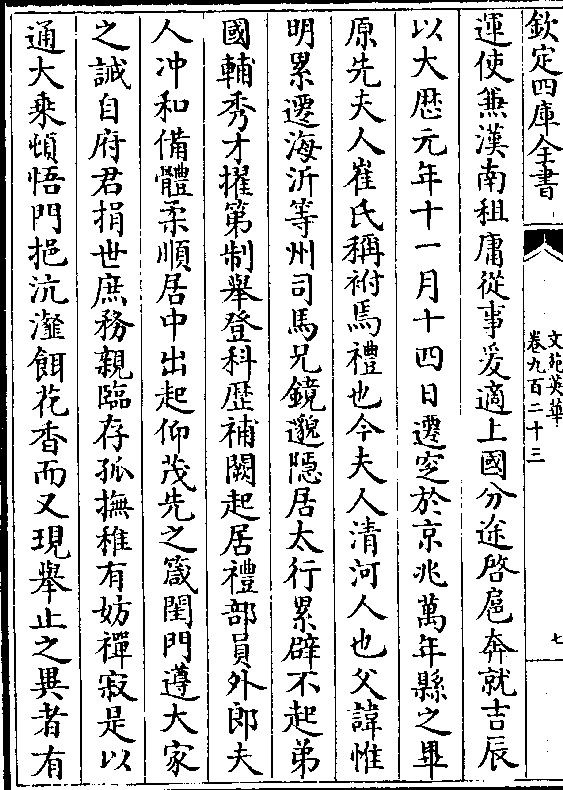 欽定四庫全書
文苑英華
卷九百二十三
七
運使兼漢南租庸從事爰適上國分途啓扈奔就吉辰
以大厯元年十一月十四日遷窆於京兆萬年縣之畢
原先夫人崔氏稱祔焉禮也今夫人清河人也父諱惟
明累遷海沂等州司馬兄鏡邈隱居太行累辟不起弟
國輔秀才擢第制舉登科歴補闕起居禮部員外郎夫
人冲和備體柔順居中出起仰茂先之箴閨門遵大家
之誡自府君捐世庶務親臨存孤撫稚有妨禪寂是以
通大乗頓悟門挹沆瀣餌花香而又現舉止之異者有